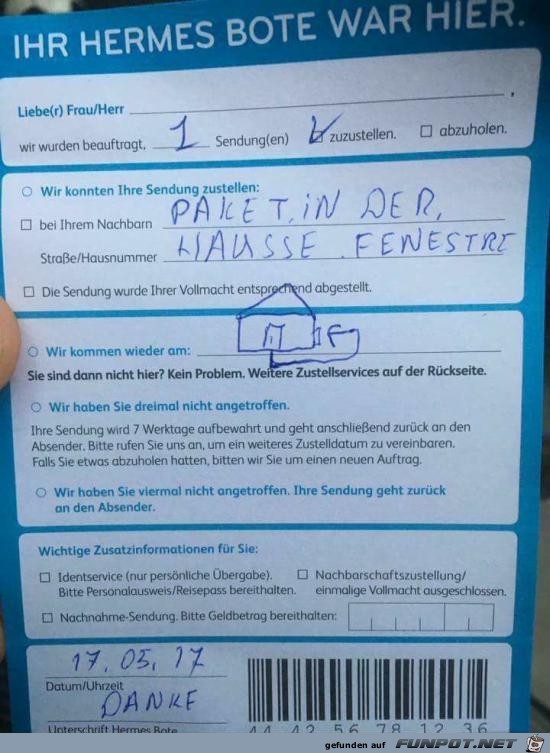 IHR HERMES BOTE WAR HIER.
Liebe(r) Frau/Herr ,
wir wurden beauftragt, 1 Sendung(en) zuzustellen. abzuholen.
Wir konnten Ihre Sendung zustellen:
bei Ihrem Nachbarn PAKET, IN DER,
Straße/Hausnummer HAUSSE . FENESTRE
Die Sendung wurde Ihrer Vollmacht entsprechend abgestellt.
Wir kommen wieder am:
Sie sind dann nicht hier? Kein Problem. Weitere Zustellservices auf der Rückseite.
Wir haben Sie dreimal nicht angetroffen.
Ihre Sendung wird 7 Werktage aufbewahrt und geht anschließend zurück an den
Absender. Bitte rufen Sie uns an, um ein weiteres Zustelldatum zu vereinbaren.
Falls Sie etwas abzuholen hatten, bitten wir Sie um einen neuen Auftrag.
Wir haben Sie viermal nicht angetroffen. Ihre Sendung geht zurück
an den Absender.
Wichtige Zusatzinformationen für Sie:
Identservice (nur persönliche Übergabe).
Bitte Personalausweis/Reisepass bereithalten.
Nachbarschaftszustellung/
einmalige Vollmacht ausgeschlossen.
Nachnahme-Sendung. Bitte Geldbetrag bereithalten:
17.05.17
Datum/Uhrzeit
DANKE
Unterschrift Hermes Bote
44 42 56 78 12 36
gefunden auf FUNPOT.NET